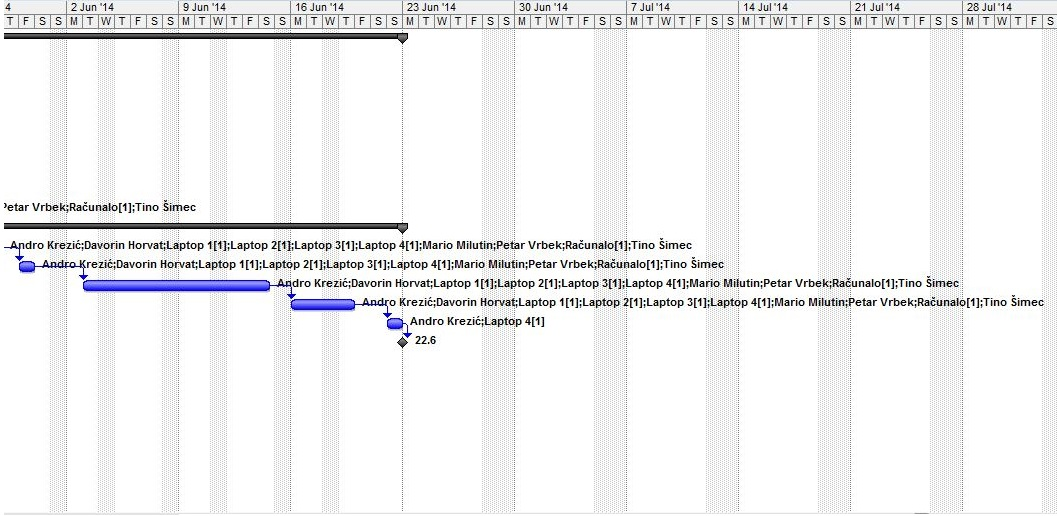 4 2 Jun '14 9 Jun '14 16 Jun '14 23 Jun '14 30 Jun '14 7 Jul '14 14 Jul '14 21 Jul '14 28 Jul '14
T F S S M T W T F S S M T W T F S S M T W T F S S M T W T F S S M T W T F S S M T W T F S S M T W T F S S M T W T F S S M T W T F S
Petar Vrbek;Računalo[1];Tino Šimec
Andro Krezić;Davorin Horvat;Laptop 1[1];Laptop 2[1];Laptop 3[1];Laptop 4[1];Mario Milutin;Petar Vrbek;Računalo[1];Tino Šimec
Andro Krezić;Davorin Horvat;Laptop 1[1];Laptop 2[1];Laptop 3[1];Laptop 4[1];Mario Milutin;Petar Vrbek;Računalo[1];Tino Šimec
Andro Krezić;Davorin Horvat;Laptop 1[1];Laptop 2[1];Laptop 3[1];Laptop 4[1];Mario Milutin;Petar Vrbek;Računalo[1];Tino Šimec
Andro Krezić;Davorin Horvat;Laptop 1[1];Laptop 2[1];Laptop 3[1];Laptop 4[1];Mario Milutin;Petar Vrbek;Računalo[1];Tino Šimec
Andro Krezić;Laptop 4[1]
22.6